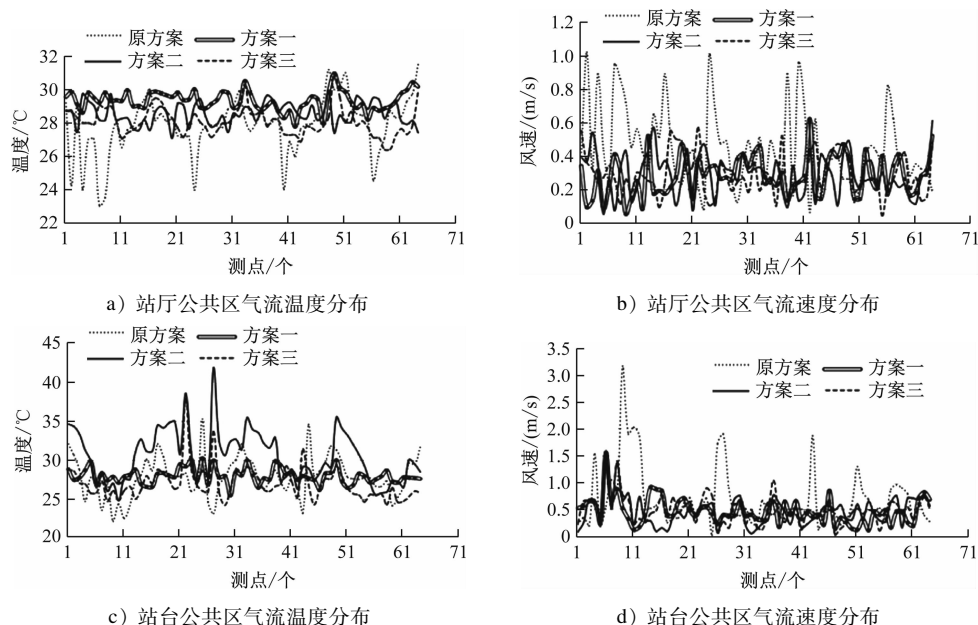 原方案 方案一
方案二 方案三
32
30
28
26
24
22
温度/℃
1 11 21 31 41 51 61 71
测点/个
a）站厅公共区气流温度分布
原方案 方案一
方案二 方案三
1.2
1.0
0.8
0.6
0.4
0.2
0
风速/(m/s)
1 11 21 31 41 51 61 71
测点/个
b）站厅公共区气流速度分布
原方案 方案一
方案二 方案三
45
40
35
30
25
20
温度/℃
1 11 21 31 41 51 61 71
测点/个
c）站台公共区气流温度分布
原方案 方案一
方案二 方案三
3.5
3.0
2.5
2.0
1.5
1.0
0.5
0
风速/(m/s)
1 11 21 31 41 51 61 71
测点/个
d）站台公共区气流速度分布